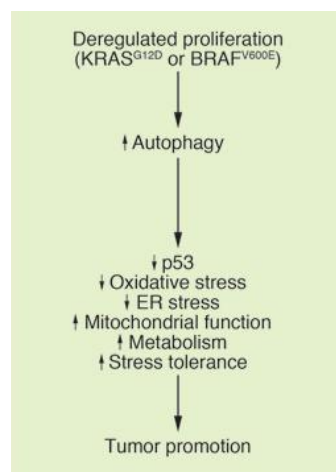 Deregulated proliferation
(KRASᴳ¹²ᴰ or BRAFⱽ⁶⁰⁰ᴱ)
↑Autophagy
↓p53
↓Oxidative stress
↓ER stress
↑Mitochondrial function
↑Metabolism
↑Stress tolerance
Tumor promotion